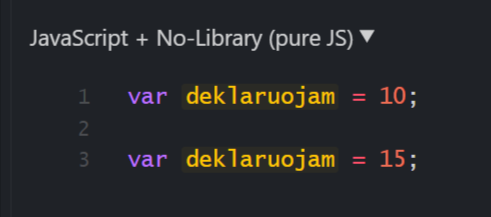 JavaScript + No-Library (pure JS) ▼
1 var deklaruojam = 10;
2
3 var deklaruojam = 15;